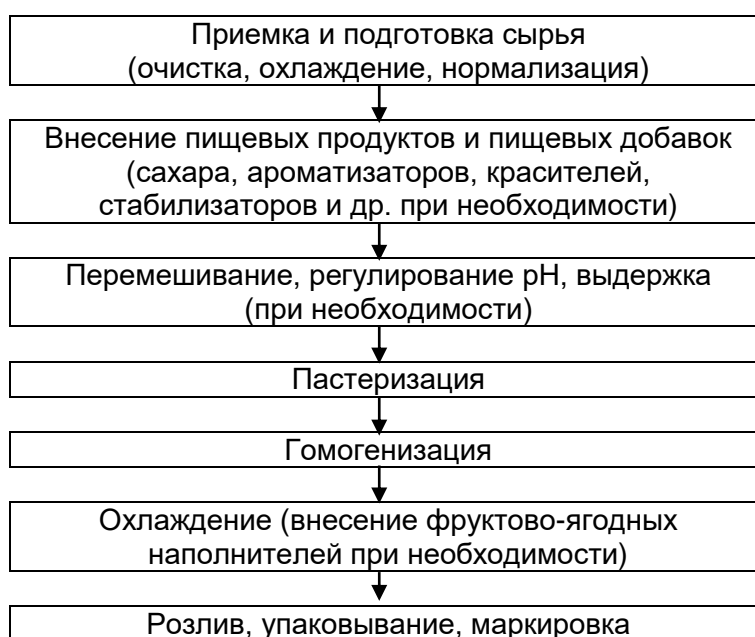 Приемка и подготовка сырья
(очистка, охлаждение, нормализация)
Внесение пищевых продуктов и пищевых добавок
(сахара, ароматизаторов, красителей,
стабилизаторов и др. при необходимости)
Перемешивание, регулирование рН, выдержка
(при необходимости)
Пастеризация
Гомогенизация
Охлаждение (внесение фруктово-ягодных
наполнителей при необходимости)
Розлив, упаковывание, маркировка